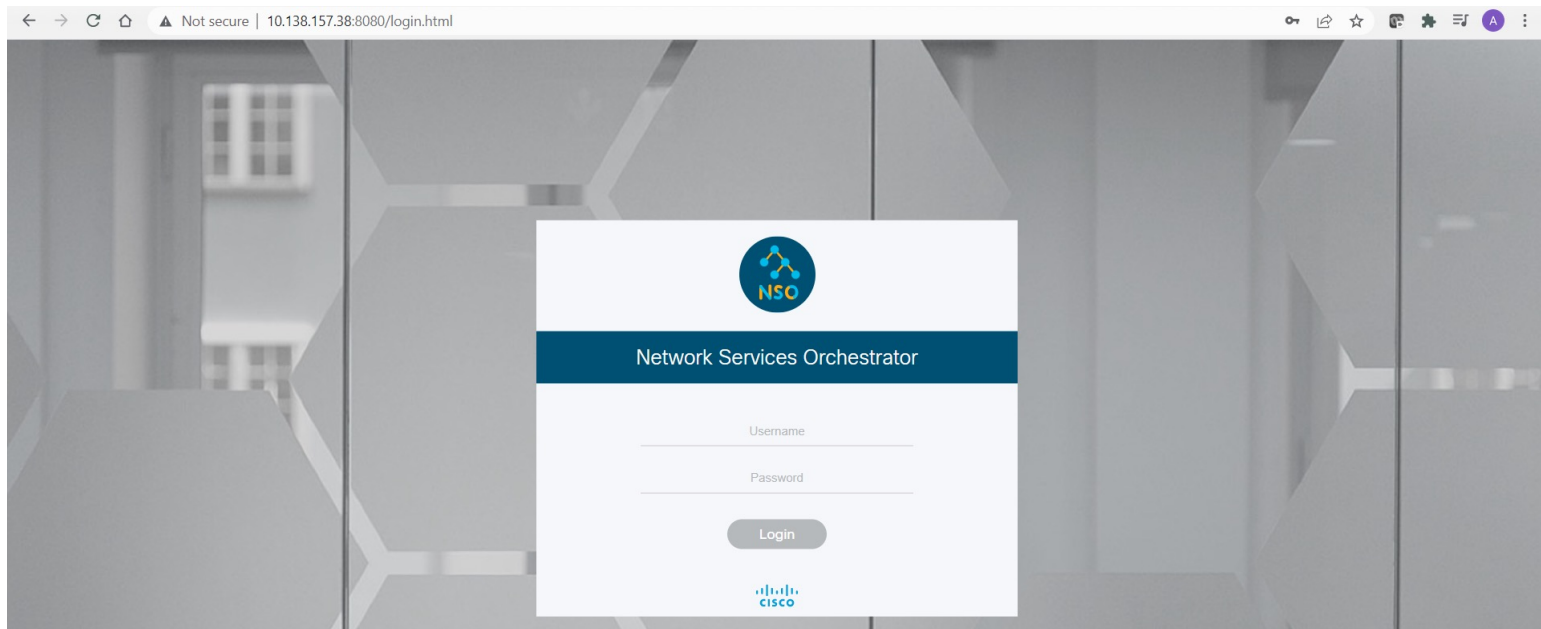 Not secure | 10.138.157.38:8080/login.html
A
NSO
Network Services Orchestrator
Username
Password
Login
CISCO